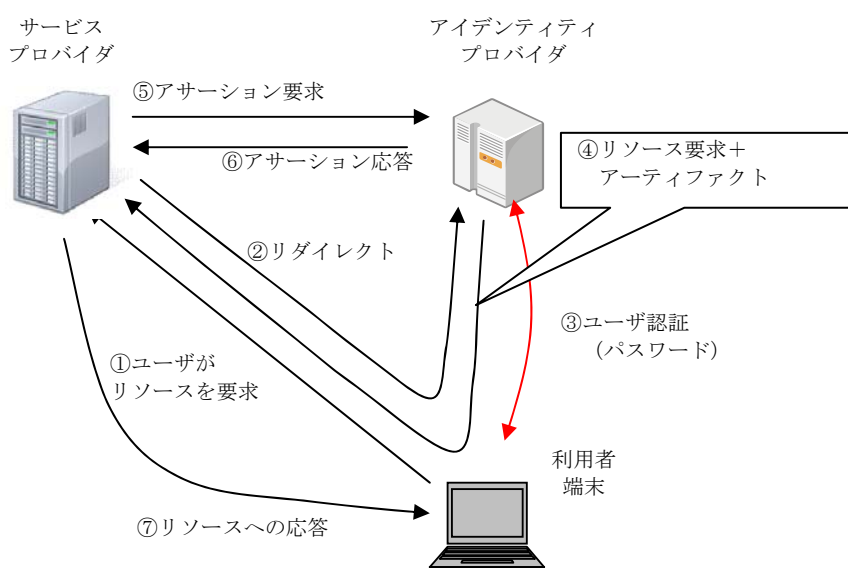 サービス
プロバイダ
アイデンティティ
プロバイダ
⑤アサーション要求
⑥アサーション応答
④リソース要求＋
アーティファクト
②リダイレクト
③ユーザ認証
（パスワード）
①ユーザが
リソースを要求
利用者
端末
⑦リソースへの応答